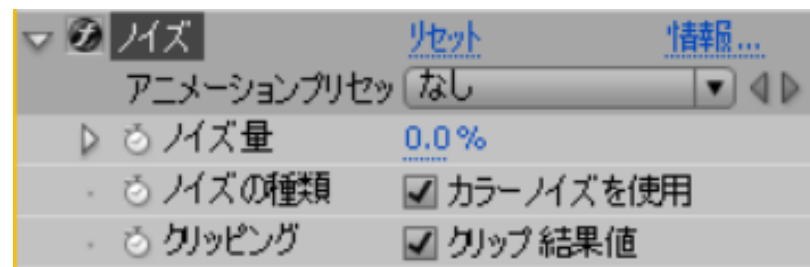 ノイズ リセット 情報...
アニメーションプリセッ なし
ノイズ量 0.0%
ノイズの種類 カラーノイズを使用
クリッピング クリップ結果値